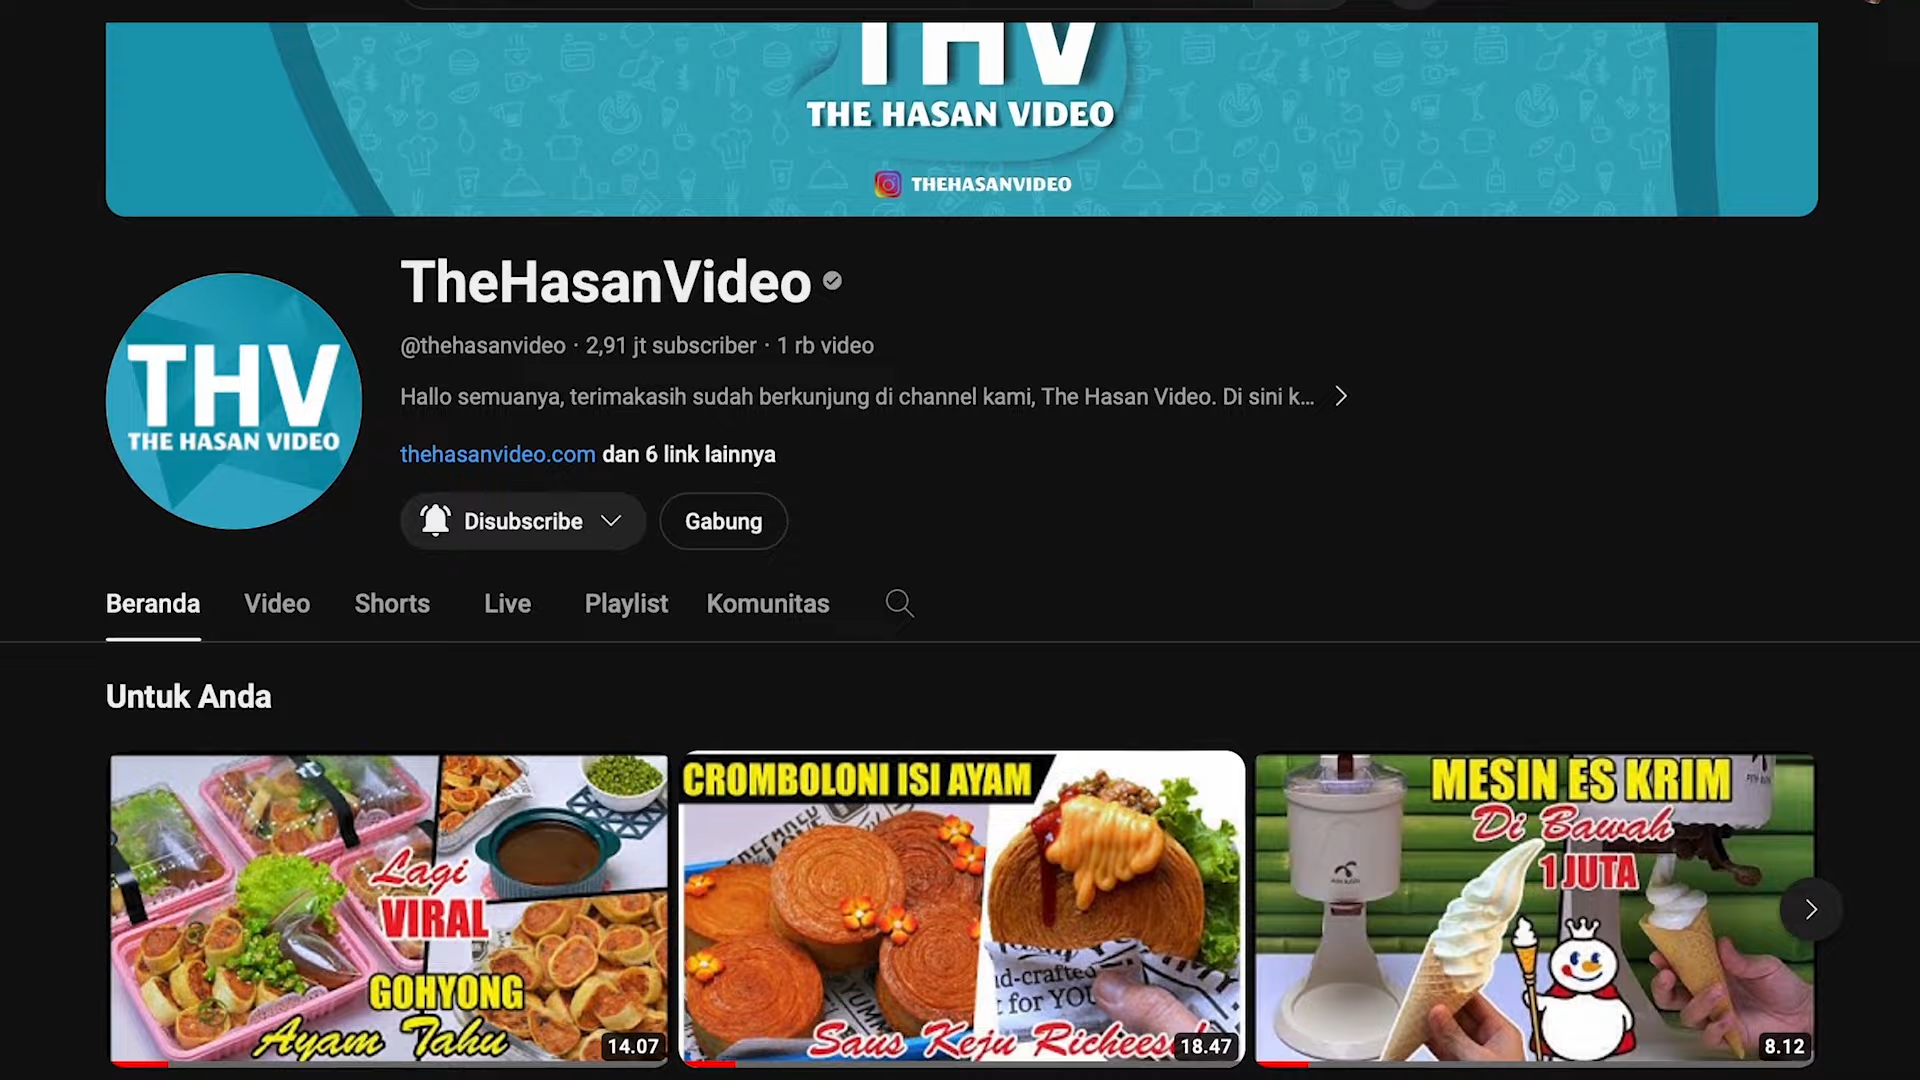 THV
THE HASAN VIDEO
THEHASANVIDEO
THV
THE HASAN VIDEO
TheHasanVideo
@thehasanvideo · 2,91 jt subscriber · 1 rb video
Hallo semuanya, terimakasih sudah berkunjung di channel kami, The Hasan Video. Di sini k...
thehasanvideo.com dan 6 link lainnya
Disubscribe
Gabung
Beranda Video Shorts Live Playlist Komunitas
Untuk Anda
Lagi
VIRAL
GOHYONG
Ayam Tahu
14.07
CROMBOLONI ISI AYAM
d-crafted
for YOU
Saus Keju Richeese
18.47
MESIN ES KRIM
Di Bawah
1 JUTA
8.12